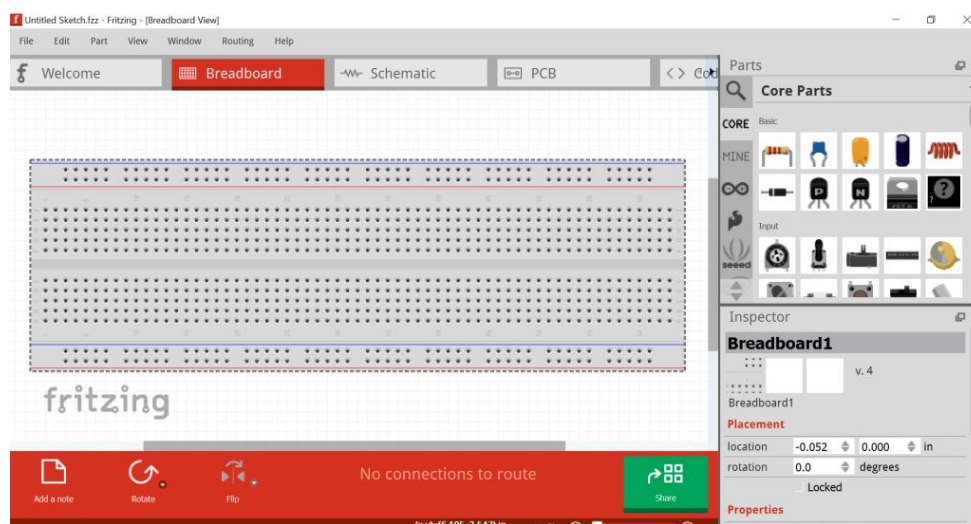 Untitled Sketch.fzz - Fritzing - [Breadboard View]
File Edit Part View Window Routing Help
Welcome Breadboard Schematic PCB
Parts
Core Parts
CORE
Basic
MINE
P N
?
Input
seeed
fritzing
Inspector
Breadboard1
v. 4
Breadboard1
Placement
location -0.052 0.000 in
rotation 0.0 degrees
Locked
Properties
No connections to route
Add a note Rotate Flip Share